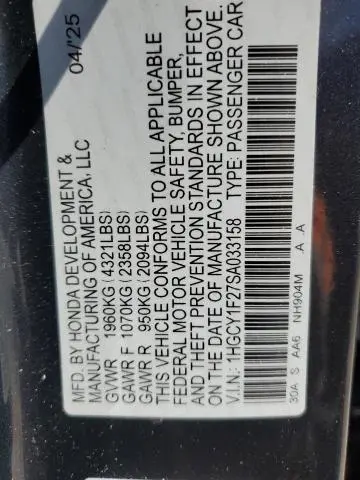 MFD. BY HONDA DEVELOPMENT & 04/'25
MANUFACTURING OF AMERICA, LLC
GVWR 1960KG (4321LBS)
GAWR F 1070KG (2358LBS)
GAWR R 950KG (2094LBS)
THIS VEHICLE CONFORMS TO ALL APPLICABLE
FEDERAL MOTOR VEHICLE SAFETY, BUMPER,
AND THEFT PREVENTION STANDARDS IN EFFECT
ON THE DATE OF MANUFACTURE SHOWN ABOVE.
V.I.N.: 1HGCY1F27SA033158 TYPE: PASSENGER CAR
30A S AA6 NH904M A A